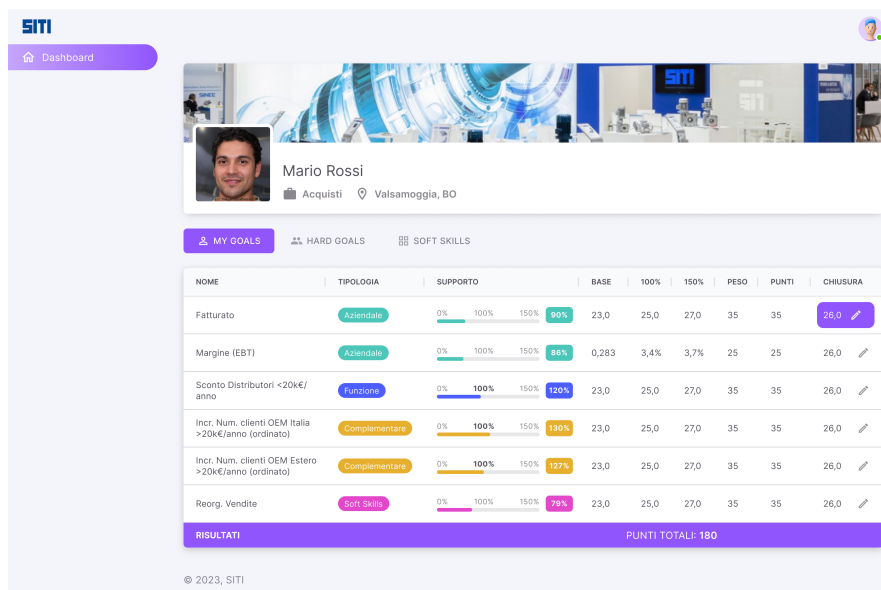 SITI
Dashboard
SITI
Mario Rossi
Acquisti Valsamoggia, BO
MY GOALS HARD GOALS SOFT SKILLS
NOME TIPOLOGIA SUPPORTO BASE 100% 150% PESO PUNTI CHIUSURA
Fatturato Aziendale 0% 100% 150% 90% 23,0 25,0 27,0 35 35 26,0
Margine (EBT) Aziendale 0% 100% 150% 86% 0,283 3,4% 3,7% 25 25 26,0
Sconto Distributori <20k€/
anno
Funzione 0% 100% 150% 120% 23,0 25,0 27,0 35 35 26,0
Incr. Num. clienti OEM Italia
>20k€/anno (ordinato)
Complementare 0% 100% 150% 130% 23,0 25,0 27,0 35 35 26,0
Incr. Num. clienti OEM Estero
>20k€/anno (ordinato)
Complementare 0% 100% 150% 127% 23,0 25,0 27,0 35 35 26,0
Reorg. Vendite Soft Skills 0% 100% 150% 79% 23,0 25,0 27,0 35 35 26,0
RISULTATI PUNTI TOTALI: 180
© 2023, SITI